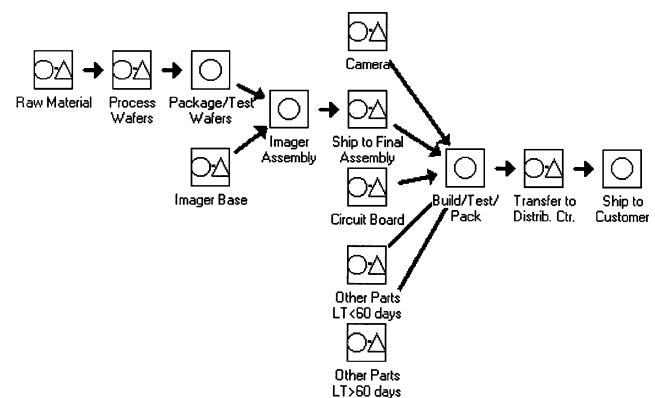 Camera
Raw Material
Process
Wafers
Package/Test
Wafers
Imager
Assembly
Ship to Final
Assembly
Imager Base
Circuit Board
Build/Test/
Pack
Transfer to
Distrib. Ctr.
Ship to
Customer
Other Parts
LT<60 days
Other Parts
LT>60 days